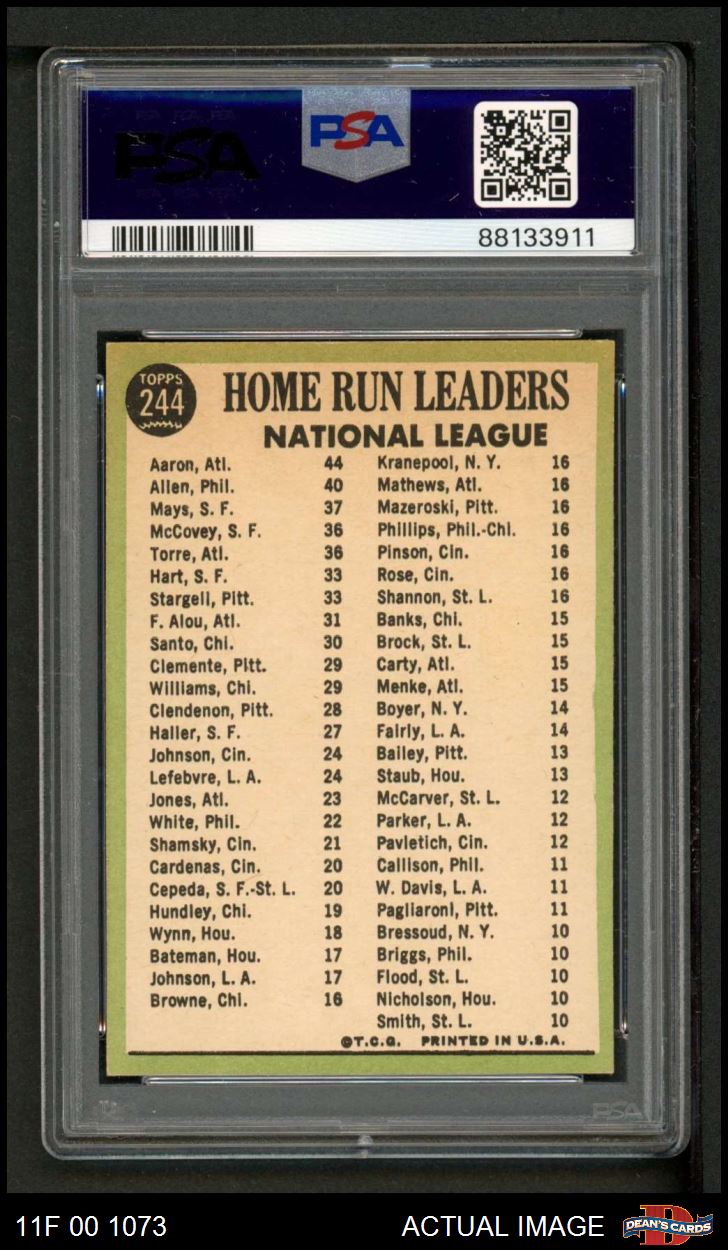 PSA
PSA
88133911
TOPPS
244
HOME RUN LEADERS
NATIONAL LEAGUE
Aaron, Atl. 44
Allen, Phil. 40
Mays, S. F. 37
McCovey, S. F. 36
Torre, Atl. 36
Hart, S. F. 33
Stargell, Pitt. 33
F. Alou, Atl. 31
Santo, Chi. 30
Clemente, Pitt. 29
Williams, Chi. 29
Clendenon, Pitt. 28
Haller, S. F. 27
Johnson, Cin. 24
Lefebvre, L. A. 24
Jones, Atl. 23
White, Phil. 22
Shamsky, Cin. 21
Cardenas, Cin. 20
Cepeda, S. F.-St. L. 20
Hundley, Chi. 19
Wynn, Hou. 18
Bateman, Hou. 17
Johnson, L. A. 17
Browne, Chi. 16
Kranepool, N. Y. 16
Mathews, Atl. 16
Mazeroski, Pitt. 16
Phillips, Phil.-Chi. 16
Pinson, Cin. 16
Rose, Cin. 16
Shannon, St. L. 16
Banks, Chi. 15
Brock, St. L. 15
Carty, Atl. 15
Menke, Atl. 15
Boyer, N. Y. 14
Fairly, L. A. 14
Bailey, Pitt. 13
Staub, Hou. 13
McCarver, St. L. 12
Parker, L. A. 12
Pavletich, Cin. 12
Callison, Phil. 11
W. Davis, L. A. 11
Pagliaroni, Pitt. 11
Bressoud, N. Y. 10
Briggs, Phil. 10
Flood, St. L. 10
Nicholson, Hou. 10
Smith, St. L. 10
©T.C.G. PRINTED IN U.S.A.
PSA
11F 00 1073
ACTUAL IMAGE
DEAN'S CARDS